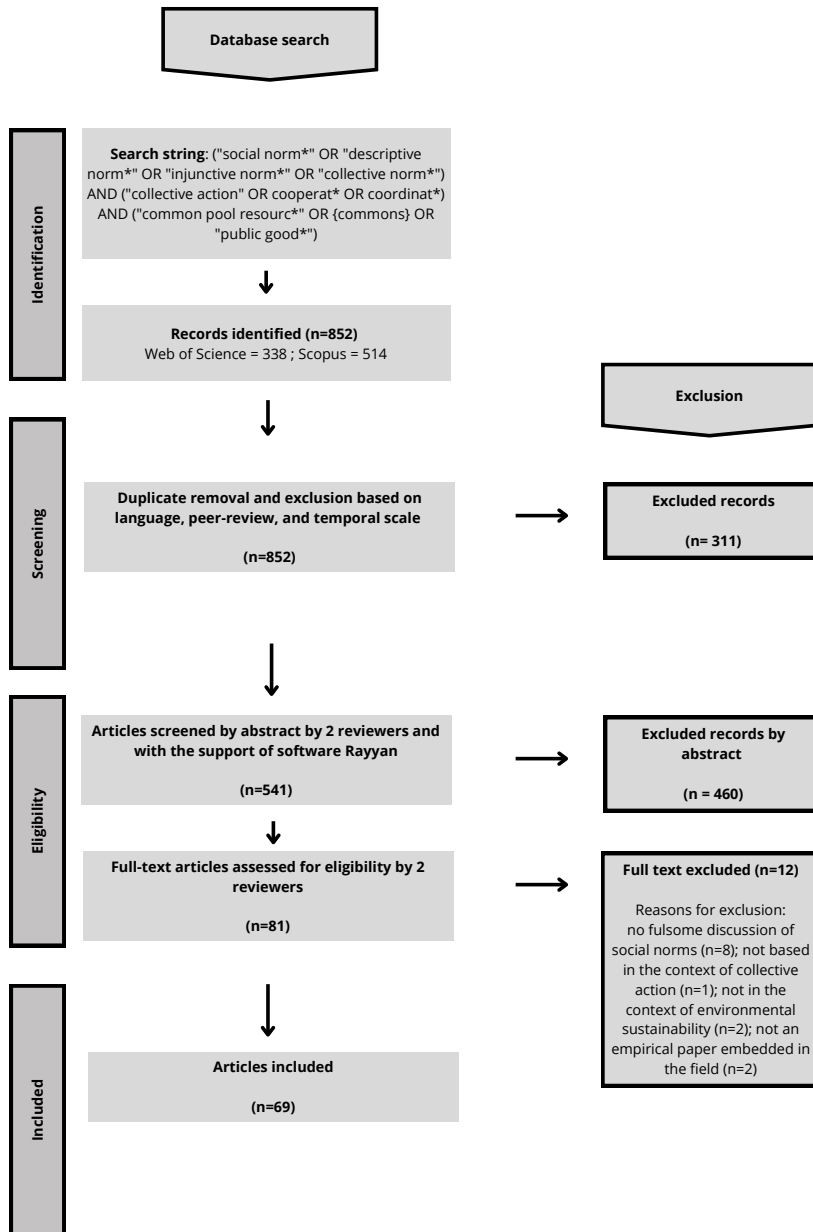 Database search
Identification
Search string: ("social norm*" OR "descriptive
norm*" OR "injunctive norm*" OR "collective norm*")
AND ("collective action" OR cooperat* OR coordinat*)
AND ("common pool resourc*" OR {commons} OR
"public good*")
Records identified (n=852)
Web of Science = 338 ; Scopus = 514
Exclusion
Screening
Duplicate removal and exclusion based on
language, peer-review, and temporal scale
(n=852)
Excluded records
(n= 311)
Eligibility
Articles screened by abstract by 2 reviewers and
with the support of software Rayyan
(n=541)
Excluded records by
abstract
(n = 460)
Full-text articles assessed for eligibility by 2
reviewers
(n=81)
Full text excluded (n=12)
Reasons for exclusion:
no fulsome discussion of
social norms (n=8); not based
in the context of collective
action (n=1); not in the
context of environmental
sustainability (n=2); not an
empirical paper embedded in
the field (n=2)
Included
Articles included
(n=69)